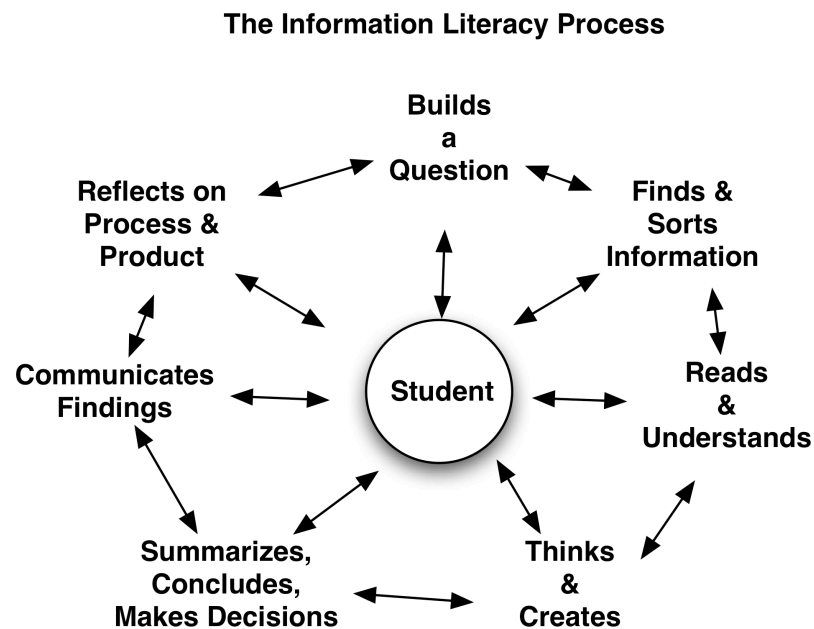 The Information Literacy Process
Builds
a
Question
Finds &
Sorts
Information
Reads
&
Understands
Thinks
&
Creates
Summarizes,
Concludes,
Makes Decisions
Communicates
Findings
Reflects on
Process &
Product
Student